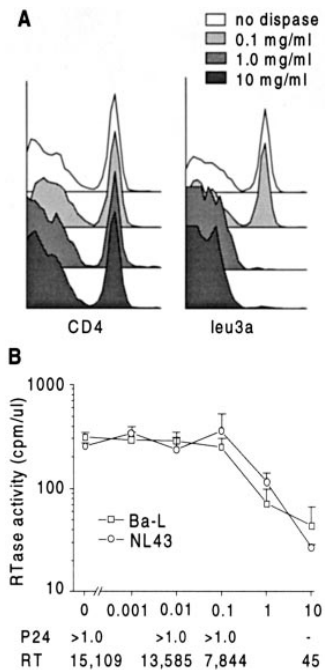 A
no dispase
0.1 mg/ml
1.0 mg/ml
10 mg/ml
CD4
leu3a
B
RTase activity (cpm/ul)
1000
100
10
Ba-L
NL43
0 0.001 0.01 0.1 1 10
P24 >1.0 >1.0 >1.0 -
RT 15,109 13,585 7,844 45